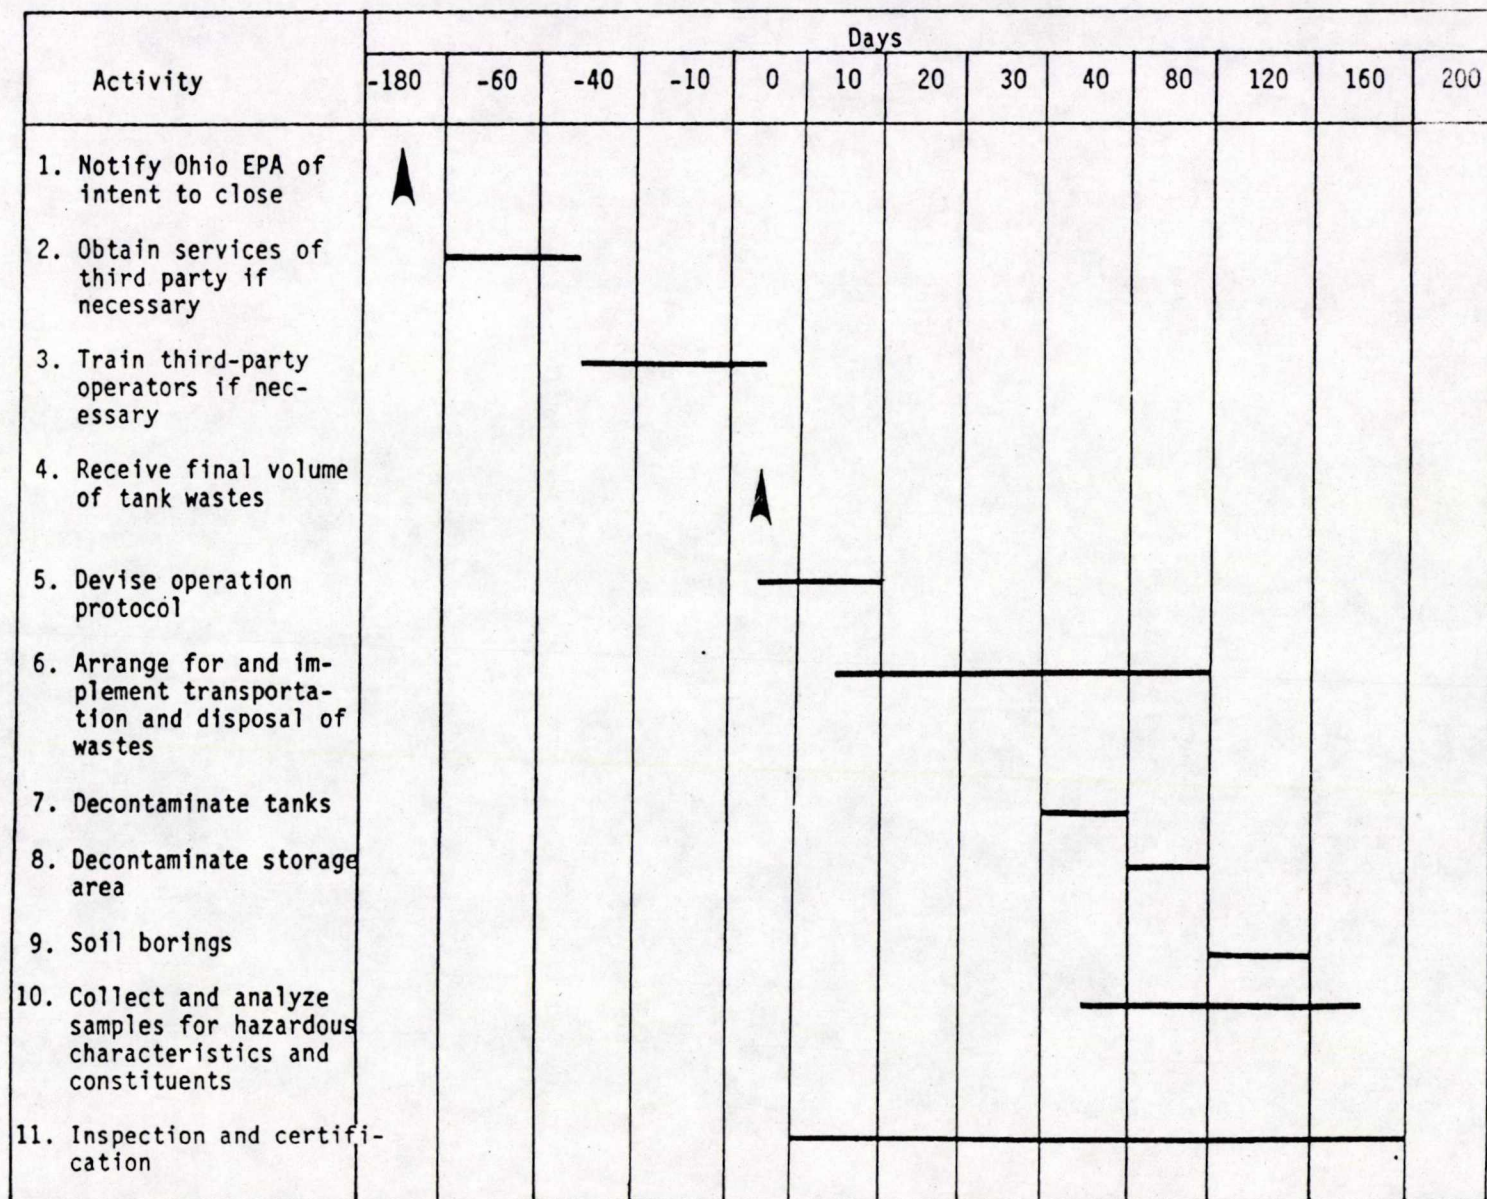 Days
Activity -180 -60 -40 -10 0 10 20 30 40 80 120 160 200
1. Notify Ohio EPA of
intent to close
2. Obtain services of
third party if
necessary
3. Train third-party
operators if nec-
essary
4. Receive final volume
of tank wastes
5. Devise operation
protocol
6. Arrange for and im-
plement transporta-
tion and disposal of
wastes
7. Decontaminate tanks
8. Decontaminate storage
area
9. Soil borings
10. Collect and analyze
samples for hazardous
characteristics and
constituents
11. Inspection and certifi-
cation